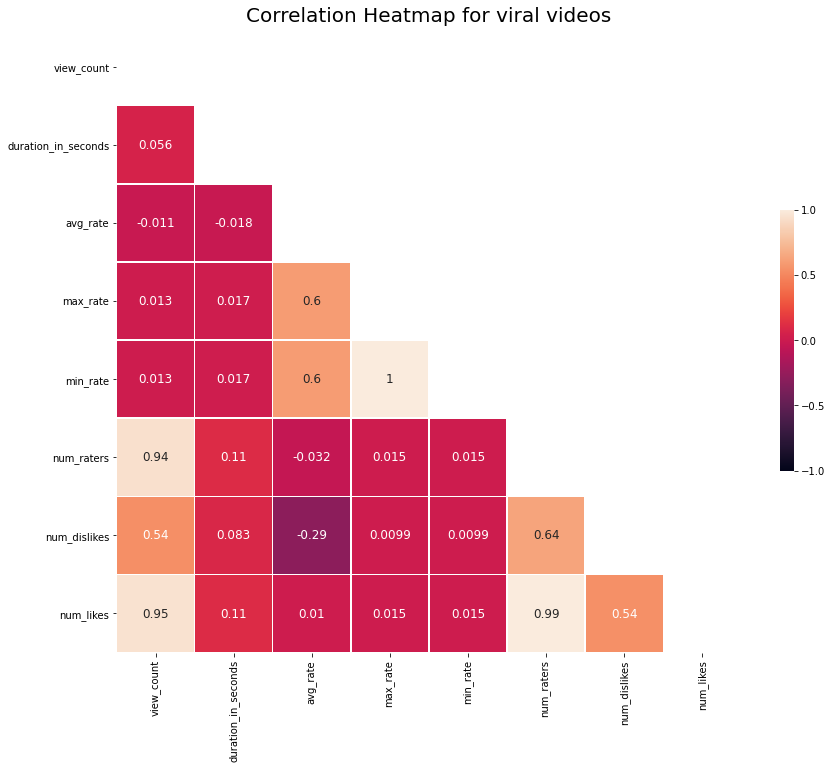 Correlation Heatmap for viral videos
view_count
duration_in_seconds 0.056
avg_rate -0.011 -0.018
max_rate 0.013 0.017 0.6
min_rate 0.013 0.017 0.6 1
num_raters 0.94 0.11 -0.032 0.015 0.015
num_dislikes 0.54 0.083 -0.29 0.0099 0.0099 0.64
num_likes 0.95 0.11 0.01 0.015 0.015 0.99 0.54
view_count
duration_in_seconds
avg_rate
max_rate
min_rate
num_raters
num_dislikes
num_likes
1.0
0.5
0.0
−0.5
−1.0